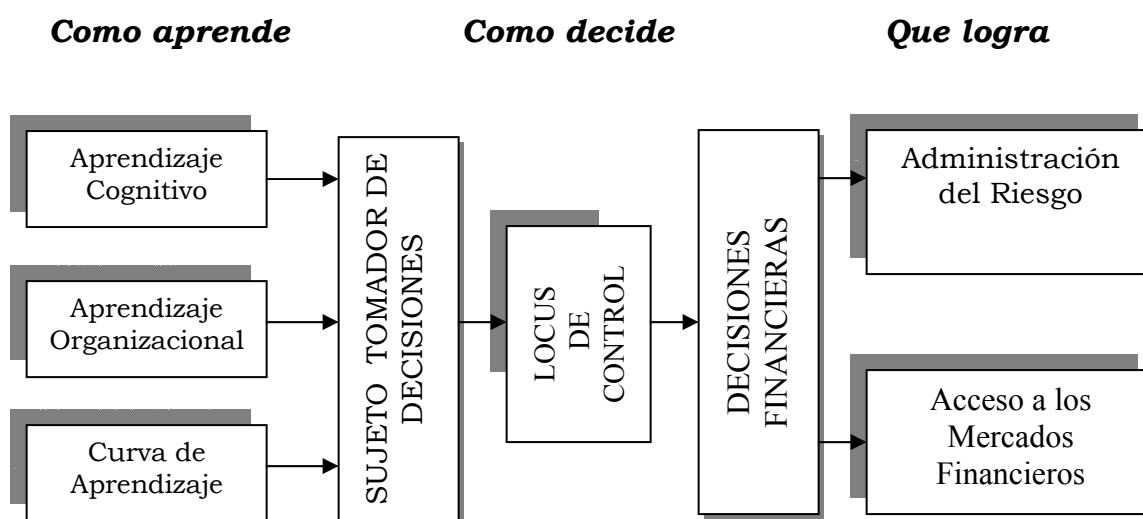 Como aprende
Como decide
Que logra
Aprendizaje
Cognitivo
Aprendizaje
Organizacional
Curva de
Aprendizaje
SUJETO TOMADOR DE
DECISIONES
LOCUS
DE
CONTROL
DECISIONES
FINANCIERAS
Administración
del Riesgo
Acceso a los
Mercados
Financieros